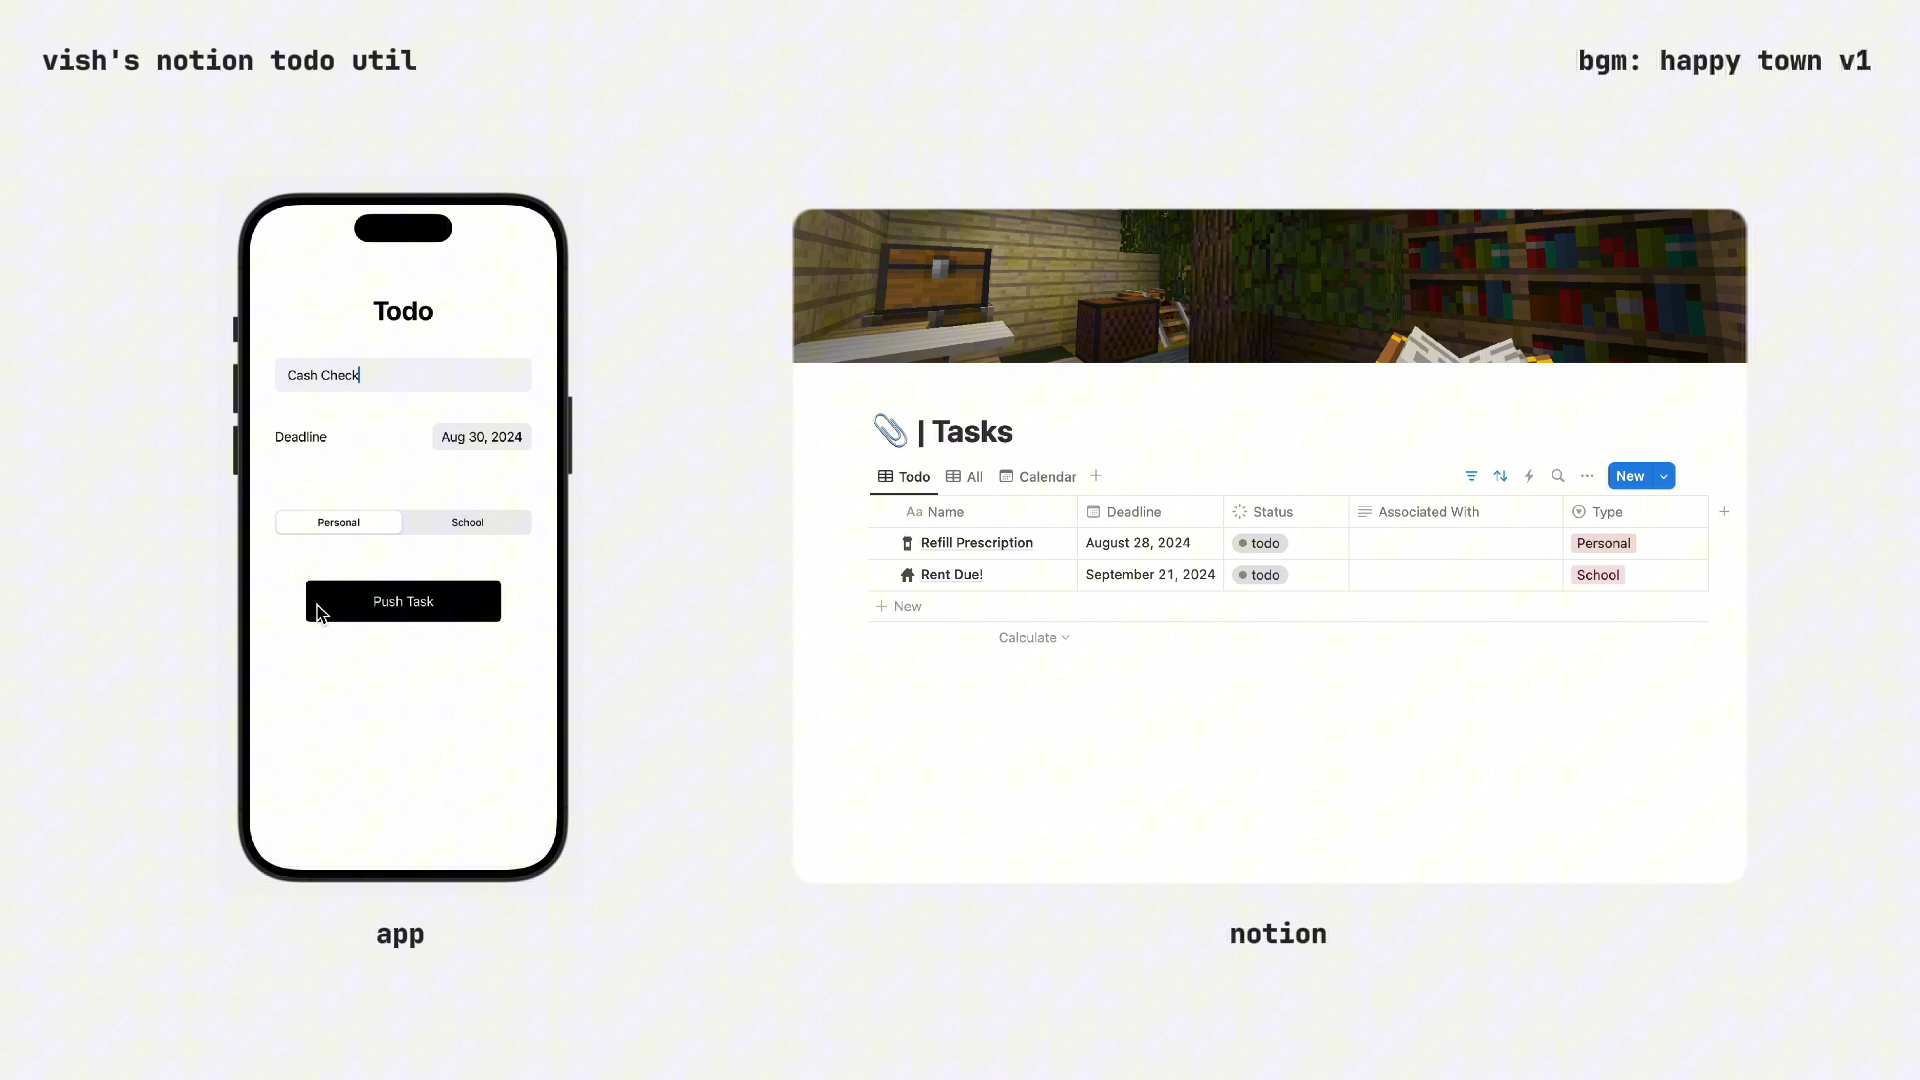 vish's notion todo util
bgm: happy town v1
Todo
Cash Check
Deadline Aug 30, 2024
Personal School
Push Task
app
| Tasks
Todo All Calendar
New
Aa Name Deadline Status Associated With Type
Refill Prescription August 28, 2024 todo Personal
Rent Due! September 21, 2024 todo School
New
Calculate
notion